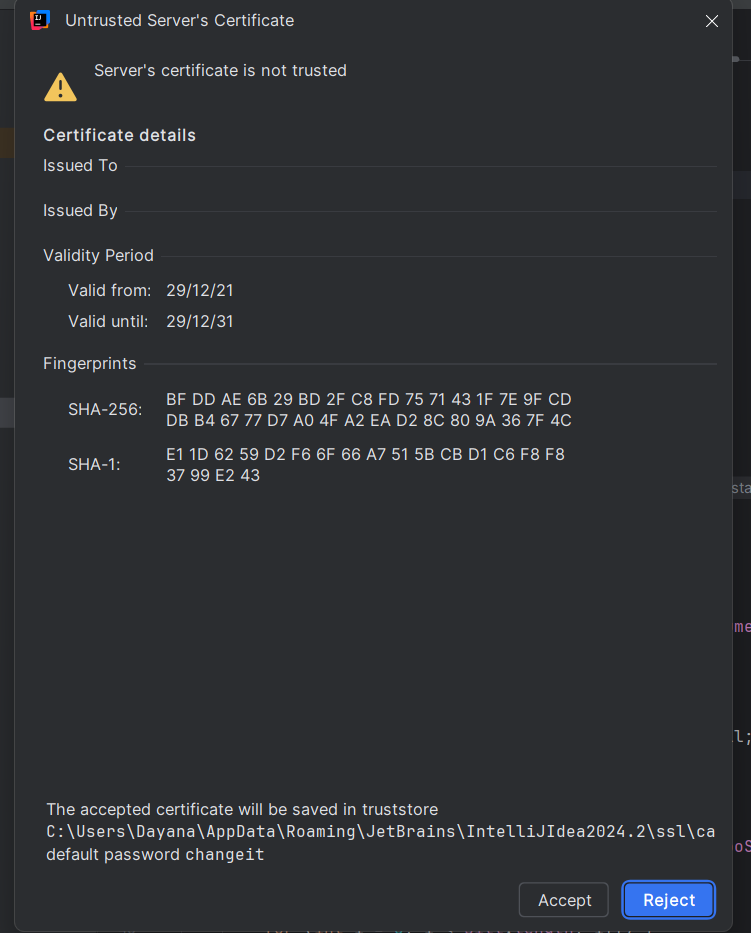 Untrusted Server's Certificate
Server's certificate is not trusted
Certificate details
Issued To
Issued By
Validity Period
Valid from: 29/12/21
Valid until: 29/12/31
Fingerprints
SHA-256:
BF DD AE 6B 29 BD 2F C8 FD 75 71 43 1F 7E 9F CD
DB B4 67 77 D7 A0 4F A2 EA D2 8C 80 9A 36 7F 4C
SHA-1:
E1 1D 62 59 D2 F6 6F 66 A7 51 5B CB D1 C6 F8 F8
37 99 E2 43
The accepted certificate will be saved in truststore
C:\Users\Dayana\AppData\Roaming\JetBrains\IntelliJIdea2024.2\ssl\ca
default password changeit
Accept Reject